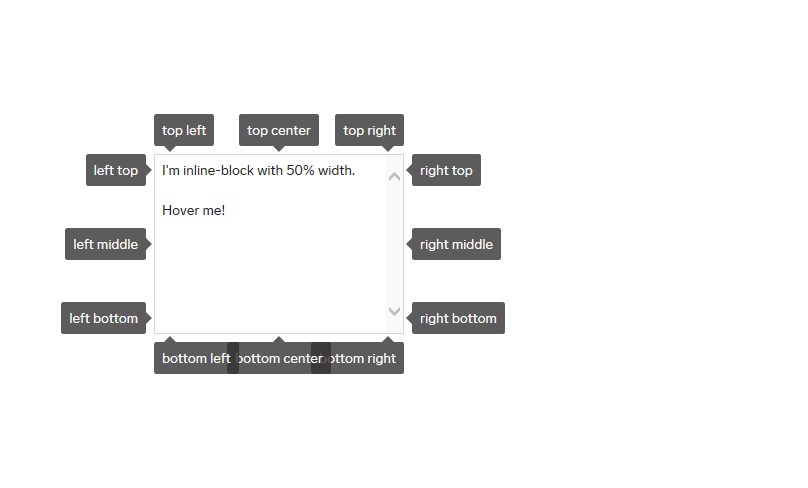 top left top center top right
left top I'm inline-block with 50% width. right top
Hover me!
left middle right middle
left bottom right bottom
bottom left bottom center bottom right